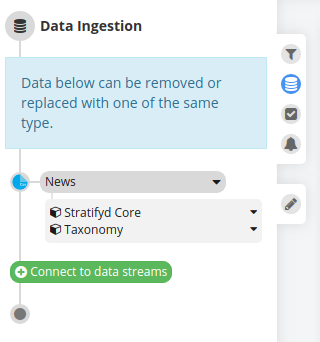 Data Ingestion
Data below can be removed or
replaced with one of the same
type.
News
Stratifyd Core
Taxonomy
Connect to data streams